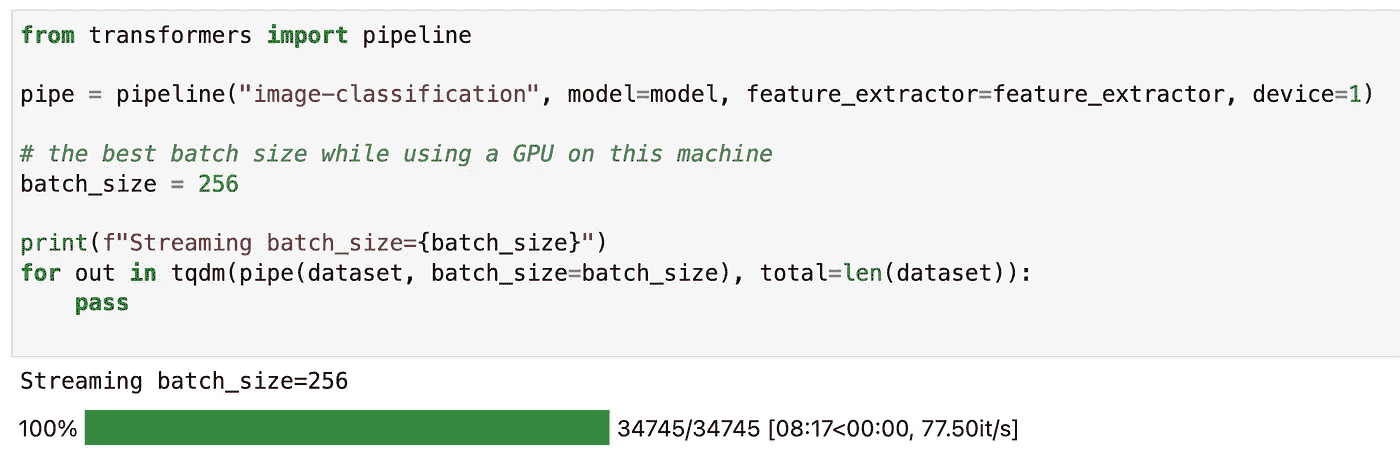 from transformers import pipeline
pipe = pipeline("image-classification", model=model, feature_extractor=feature_extractor, device=1)
# the best batch size while using a GPU on this machine
batch_size = 256
print(f"Streaming batch_size={batch_size}")
for out in tqdm(pipe(dataset, batch_size=batch_size), total=len(dataset)):
    pass
Streaming batch_size=256
100% 34745/34745 [08:17<00:00, 77.50it/s]